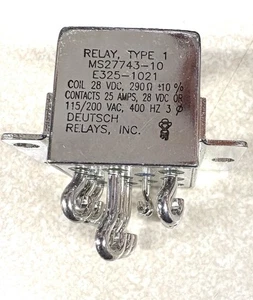 RELAY, TYPE 1
MS27743-10
E325-1021
COIL 28 VDC, 290Ω ±10%
CONTACTS 25 AMPS, 28 VDC OR
115/200 VAC, 400 HZ 3 Ø
DEUTSCH
RELAYS, INC.